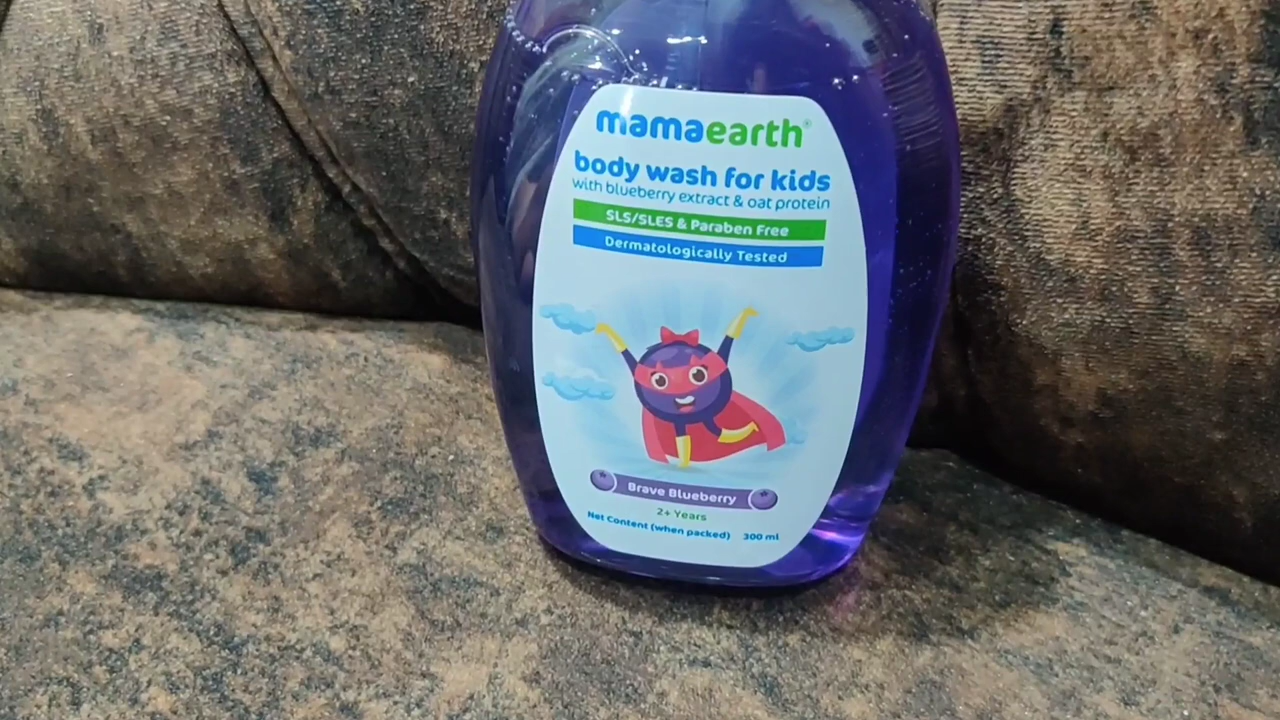 mamaearth®
body wash for kids
with blueberry extract & oat protein
SLS/SLES & Paraben Free
Dermatologically Tested
Brave Blueberry
2+ Years
Net Content (when packed) 300 ml